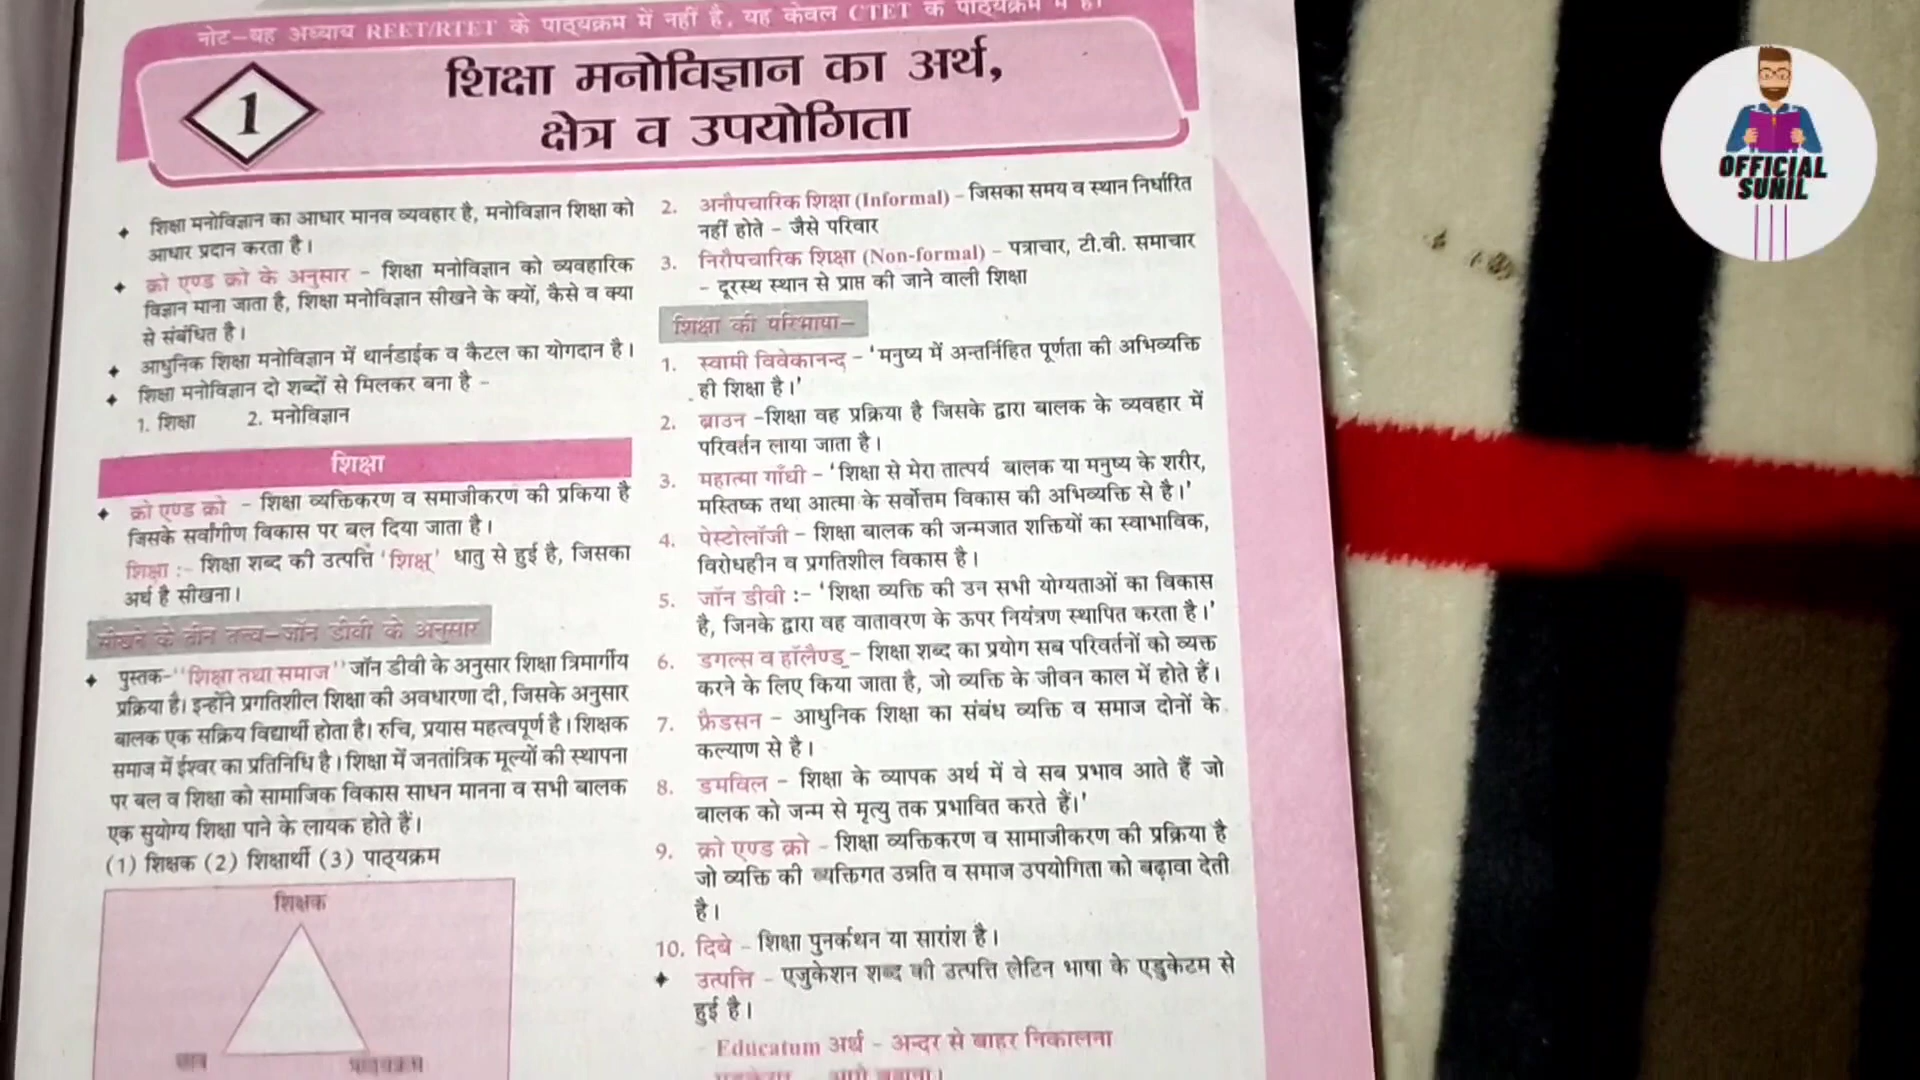 नोट–यह अध्याय REET/RTET के पाठ्यक्रम में नहीं है, यह केवल CTET के पाठ्यक्रम में है।
1
शिक्षा मनोविज्ञान का अर्थ,
क्षेत्र व उपयोगिता
शिक्षा मनोविज्ञान का आधार मानव व्यवहार है, मनोविज्ञान शिक्षा को
आधार प्रदान करता है।
क्रो एण्ड क्रो के अनुसार – शिक्षा मनोविज्ञान को व्यवहारिक
विज्ञान माना जाता है, शिक्षा मनोविज्ञान सीखने के क्यों, कैसे व क्या
से संबंधित है।
आधुनिक शिक्षा मनोविज्ञान में थार्नडाईक व कैटल का योगदान है।
शिक्षा मनोविज्ञान दो शब्दों से मिलकर बना है –
1. शिक्षा 2. मनोविज्ञान
शिक्षा
क्रो एण्ड क्रो – शिक्षा व्यक्तिकरण व समाजीकरण की प्रकिया है
जिसके सर्वांगीण विकास पर बल दिया जाता है।
शिक्षा :- शिक्षा शब्द की उत्पत्ति 'शिक्ष्' धातु से हुई है, जिसका
अर्थ है सीखना।
सीखने के तीन तत्त्व–जॉन डीवी के अनुसार
पुस्तक-''शिक्षा तथा समाज'' जॉन डीवी के अनुसार शिक्षा त्रिमार्गीय
प्रक्रिया है। इन्होंने प्रगतिशील शिक्षा की अवधारणा दी, जिसके अनुसार
बालक एक सक्रिय विद्यार्थी होता है। रुचि, प्रयास महत्वपूर्ण है। शिक्षक
समाज में ईश्वर का प्रतिनिधि है। शिक्षा में जनतांत्रिक मूल्यों की स्थापना
पर बल व शिक्षा को सामाजिक विकास साधन मानना व सभी बालक
एक सुयोग्य शिक्षा पाने के लायक होते हैं।
(1) शिक्षक (2) शिक्षार्थी (3) पाठ्यक्रम
शिक्षक
पाठ्यक्रम
2. अनौपचारिक शिक्षा (Informal) – जिसका समय व स्थान निर्धारित
नहीं होते – जैसे परिवार
3. निरौपचारिक शिक्षा (Non-formal) – पत्राचार, टी.वी. समाचार
– दूरस्थ स्थान से प्राप्त की जाने वाली शिक्षा
शिक्षा की परिभाषा–
1. स्वामी विवेकानन्द – 'मनुष्य में अन्तर्निहित पूर्णता की अभिव्यक्ति
ही शिक्षा है।'
2. ब्राउन –शिक्षा वह प्रक्रिया है जिसके द्वारा बालक के व्यवहार में
परिवर्तन लाया जाता है।
3. महात्मा गाँधी – 'शिक्षा से मेरा तात्पर्य बालक या मनुष्य के शरीर,
मस्तिष्क तथा आत्मा के सर्वोत्तम विकास की अभिव्यक्ति से है।'
4. पेस्टोलॉजी – शिक्षा बालक की जन्मजात शक्तियों का स्वाभाविक,
विरोधहीन व प्रगतिशील विकास है।
5. जॉन डीवी :– 'शिक्षा व्यक्ति की उन सभी योग्यताओं का विकास
है, जिनके द्वारा वह वातावरण के ऊपर नियंत्रण स्थापित करता है।'
6. डगल्स व हॉलैण्ड – शिक्षा शब्द का प्रयोग सब परिवर्तनों को व्यक्त
करने के लिए किया जाता है, जो व्यक्ति के जीवन काल में होते हैं।
7. फ्रैडसन – आधुनिक शिक्षा का संबंध व्यक्ति व समाज दोनों के
कल्याण से है।
8. डमविल – शिक्षा के व्यापक अर्थ में वे सब प्रभाव आते हैं जो
बालक को जन्म से मृत्यु तक प्रभावित करते हैं।'
9. क्रो एण्ड क्रो – शिक्षा व्यक्तिकरण व सामाजीकरण की प्रक्रिया है
जो व्यक्ति की व्यक्तिगत उन्नति व समाज उपयोगिता को बढ़ावा देती
है।
10. दिबे – शिक्षा पुनर्कथन या सारांश है।
उत्पत्ति – एजुकेशन शब्द की उत्पत्ति लेटिन भाषा के एडुकेटम से
हुई है।
Educatum अर्थ – अन्दर से बाहर निकालना
OFFICIAL
SUNIL